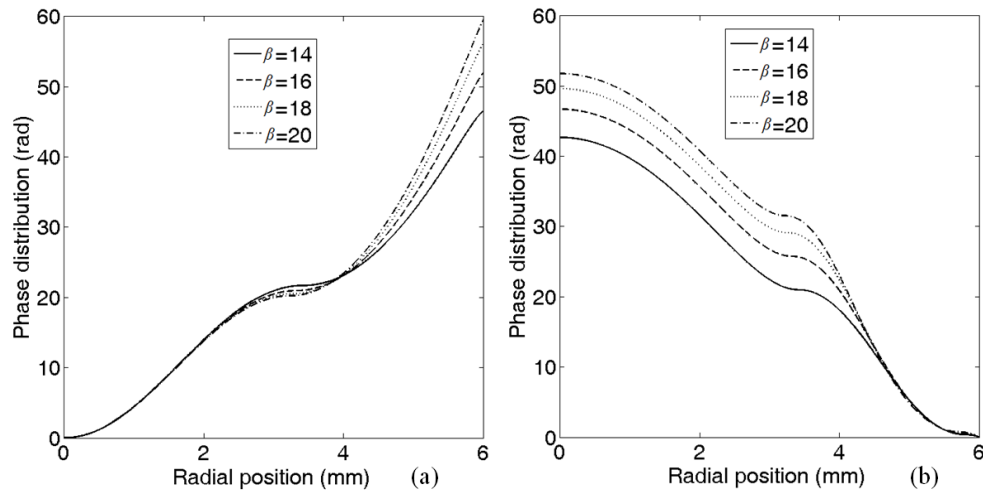 60
50
40
30
20
10
0
Phase distribution (rad)
β=14
β=16
β=18
β=20
0
2
4
6
Radial position (mm)
(a)
60
50
40
30
20
10
0
Phase distribution (rad)
β=14
β=16
β=18
β=20
0
2
4
6
Radial position (mm)
(b)